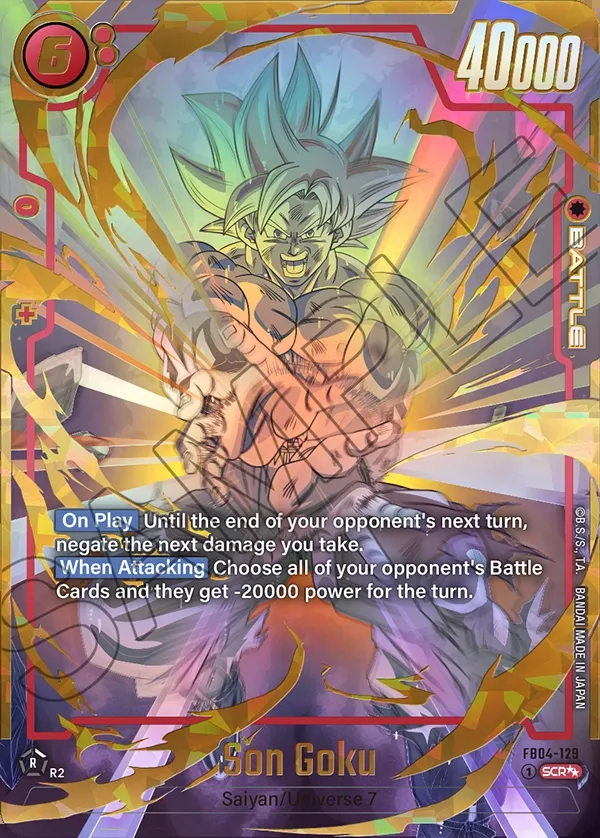 6
40000
0
BATTLE
SAMPLE
On Play Until the end of your opponent's next turn,
negate the next damage you take.
When Attacking Choose all of your opponent's Battle
Cards and they get -20000 power for the turn.
©B.S./S., T.A. BANDAI MADE IN JAPAN
Son Goku
Saiyan/Universe 7
R
R2
FB04-129
1 SCR★★